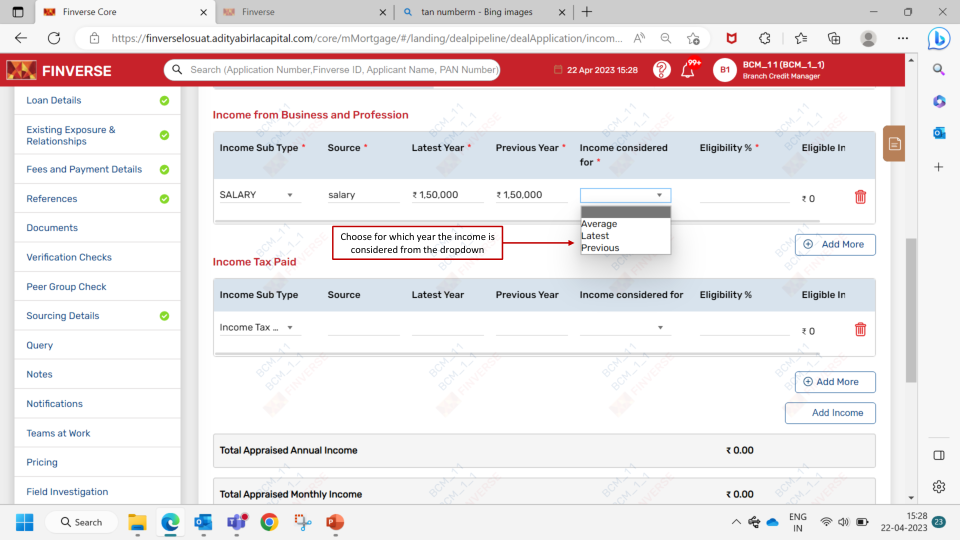 Finverse Core
Finverse
tan numberm - Bing images
https://finverselosuat.adityabirlacapital.com/core/mMortgage/#/landing/dealpipeline/dealApplication/incom...
FINVERSE
Search (Application Number,Finverse ID, Applicant Name, PAN Number)
22 Apr 2023 15:28
99+
B1
BCM_11 (BCM_1_1)
Branch Credit Manager
Loan Details
Existing Exposure &
Relationships
Fees and Payment Details
References
Documents
Verification Checks
Peer Group Check
Sourcing Details
Query
Notes
Notifications
Teams at Work
Pricing
Field Investigation
Income from Business and Profession
Income Sub Type * Source * Latest Year * Previous Year * Income considered for * Eligibility % * Eligible In
SALARY salary ₹ 1,50,000 ₹ 1,50,000 ₹ 0
Average
Latest
Previous
Choose for which year the income is
considered from the dropdown
Add More
Income Tax Paid
Income Sub Type Source Latest Year Previous Year Income considered for Eligibility % Eligible In
Income Tax ... ₹ 0
Add More
Add Income
Total Appraised Annual Income ₹ 0.00
Total Appraised Monthly Income ₹ 0.00
BCM_11
BCM_1_1
FINVERSE
Search
ENG
IN
15:28
22-04-2023
23